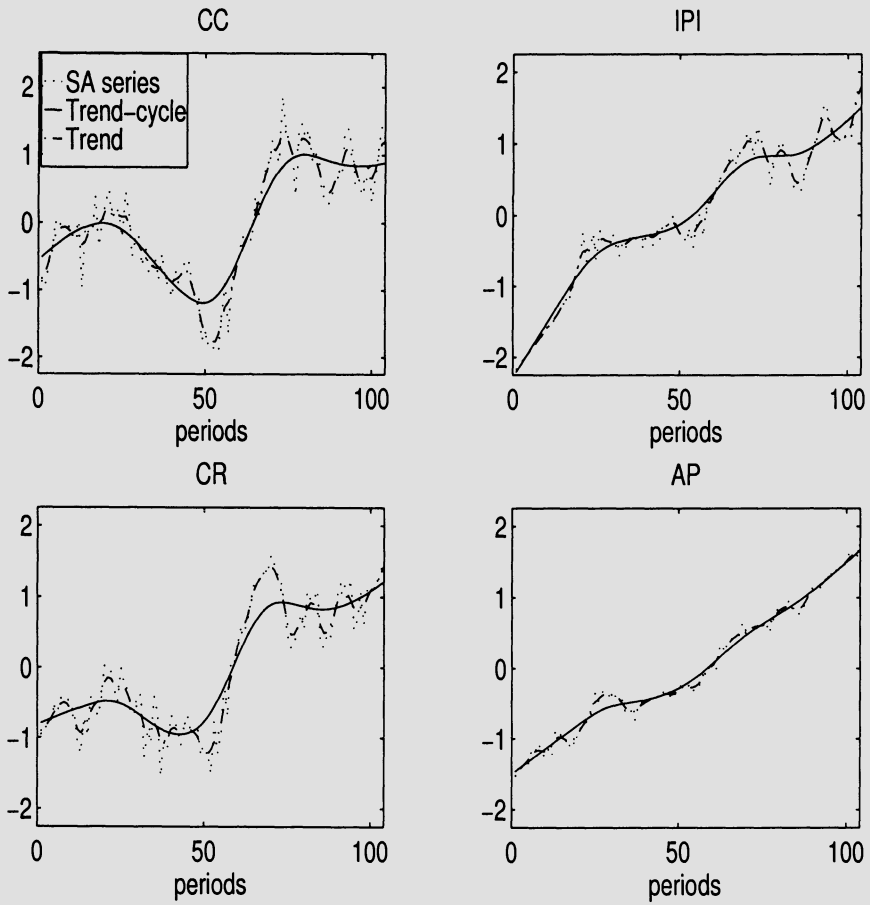 CC
2
1
0
−1
−2
SA series
Trend−cycle
Trend
0 50 100
periods
IPI
2
1
0
−1
−2
0 50 100
periods
CR
2
1
0
−1
−2
0 50 100
periods
AP
2
1
0
−1
−2
0 50 100
periods